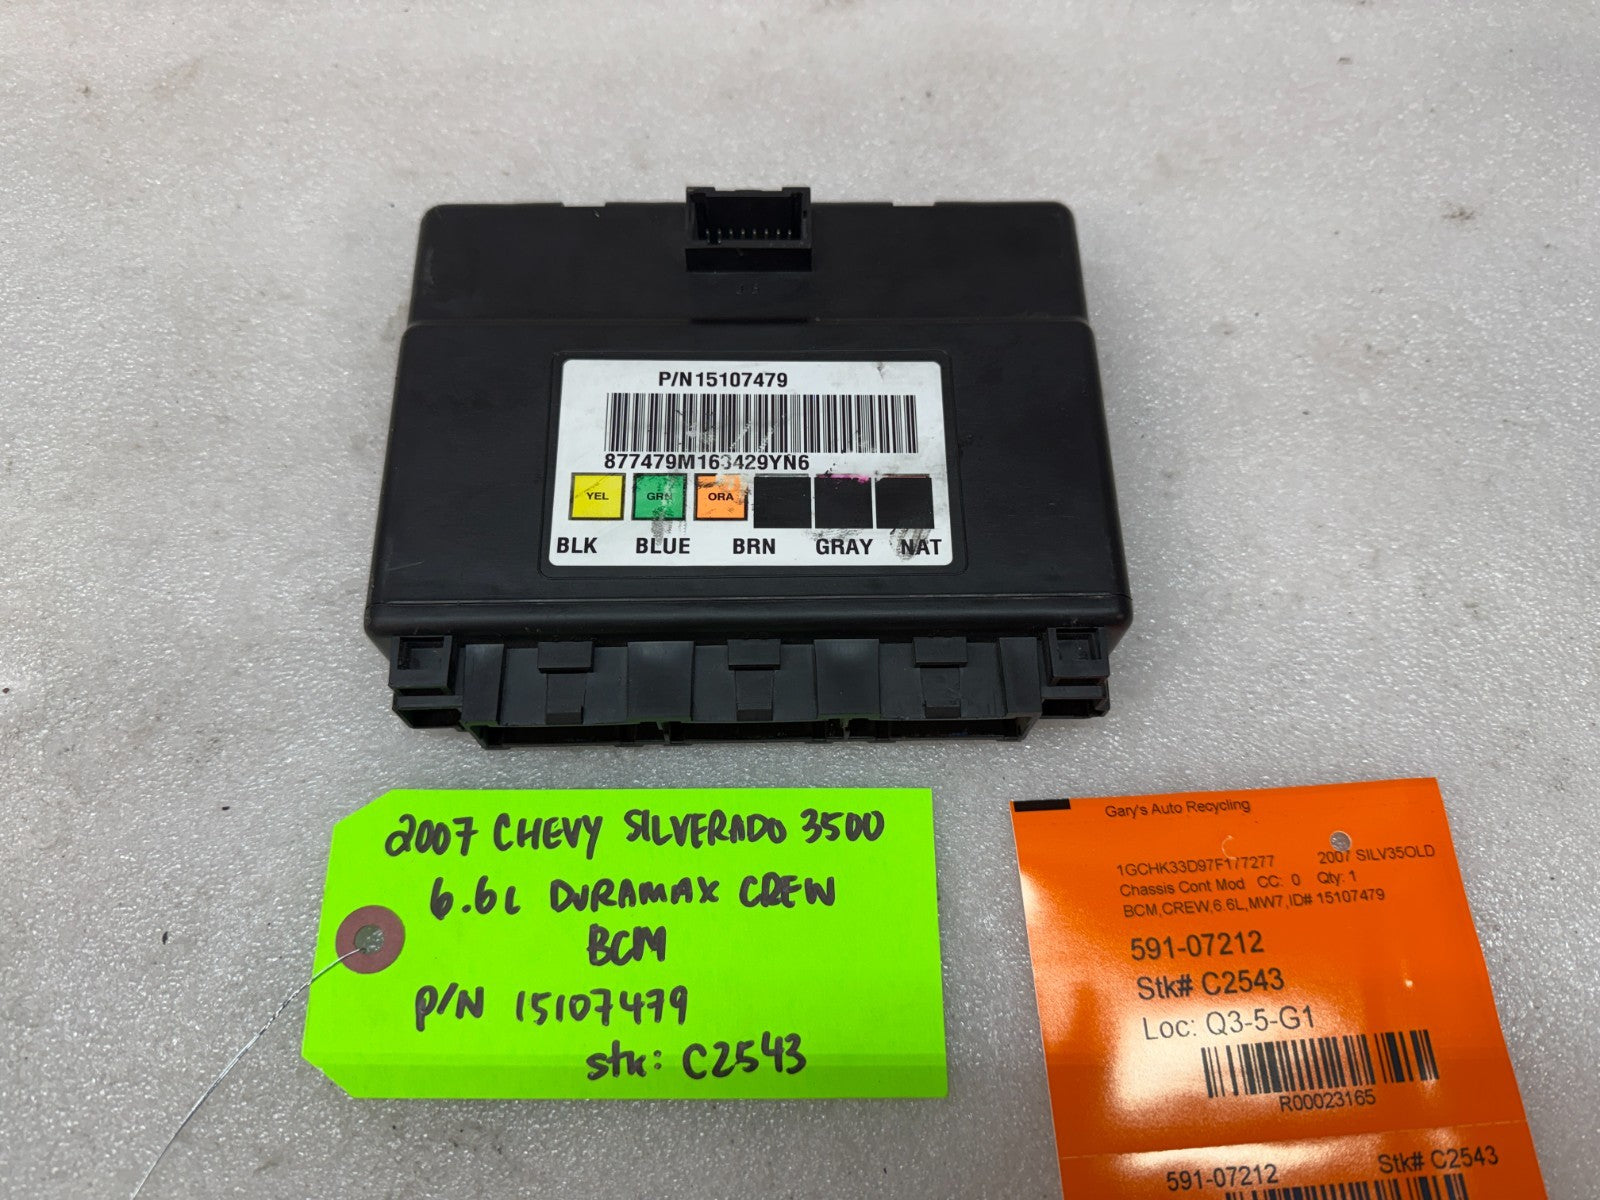 P/N 15107479
877479M163429YN6
YEL GRN ORA
BLK BLUE BRN GRAY NAT
2007 CHEVY SILVERADO 3500
6.6L DURAMAX CREW
BCM
P/N 15107479
stk: C2543
Gary's Auto Recycling
1GCHK33D97F177277 2007 SILV35OLD
Chassis Cont Mod CC: 0 Qty: 1
BCM,CREW,6.6L,MW7,ID# 15107479
591-07212
Stk# C2543
Loc: Q3-5-G1
R00023165
591-07212 Stk# C2543